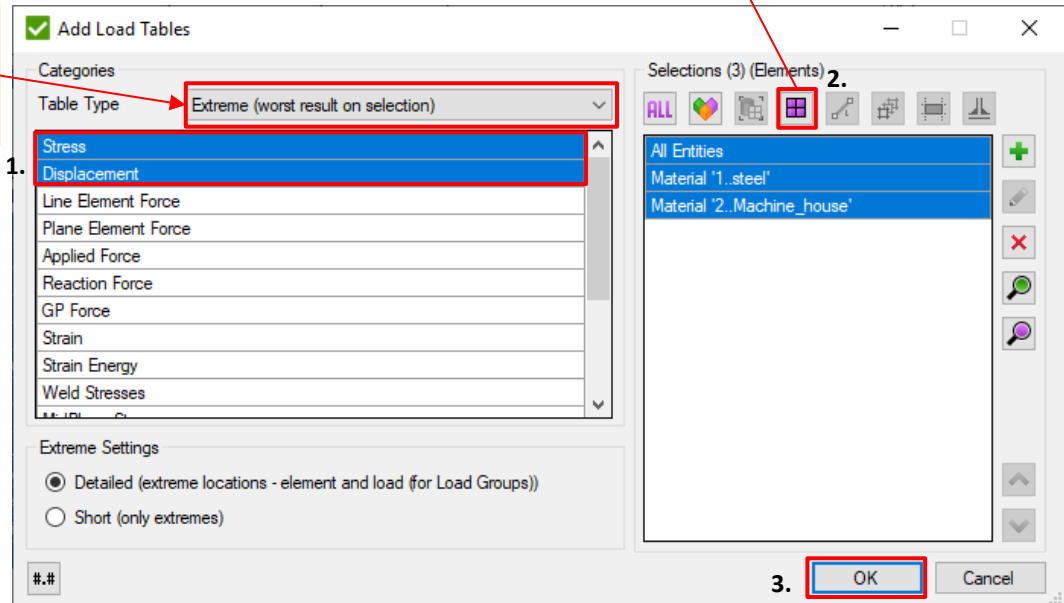 Add Load Tables
Categories
Table Type
Extreme (worst result on selection)
1.
Stress
Displacement
Line Element Force
Plane Element Force
Applied Force
Reaction Force
GP Force
Strain
Strain Energy
Weld Stresses
Extreme Settings
Detailed (extreme locations - element and load (for Load Groups))
Short (only extremes)
#.#
Selections (3) (Elements)
2.
ALL
All Entities
Material '1..steel'
Material '2..Machine_house'
3.
OK
Cancel